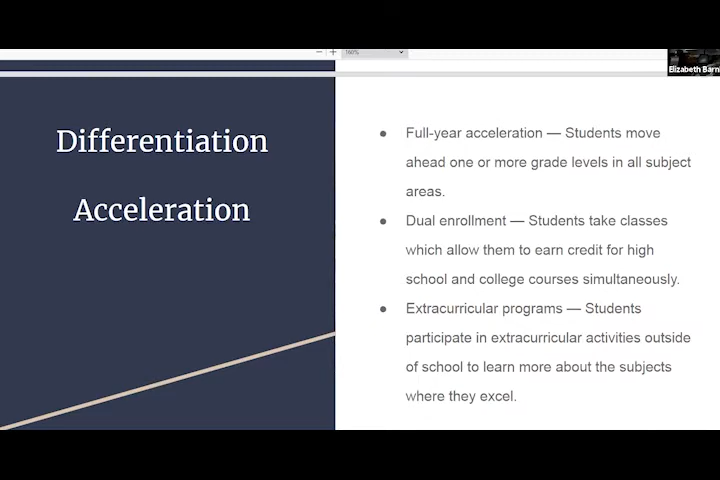 − + 160%
Elizabeth Barn
Differentiation
Acceleration
● Full-year acceleration — Students move
ahead one or more grade levels in all subject
areas.
● Dual enrollment — Students take classes
which allow them to earn credit for high
school and college courses simultaneously.
● Extracurricular programs — Students
participate in extracurricular activities outside
of school to learn more about the subjects
where they excel.